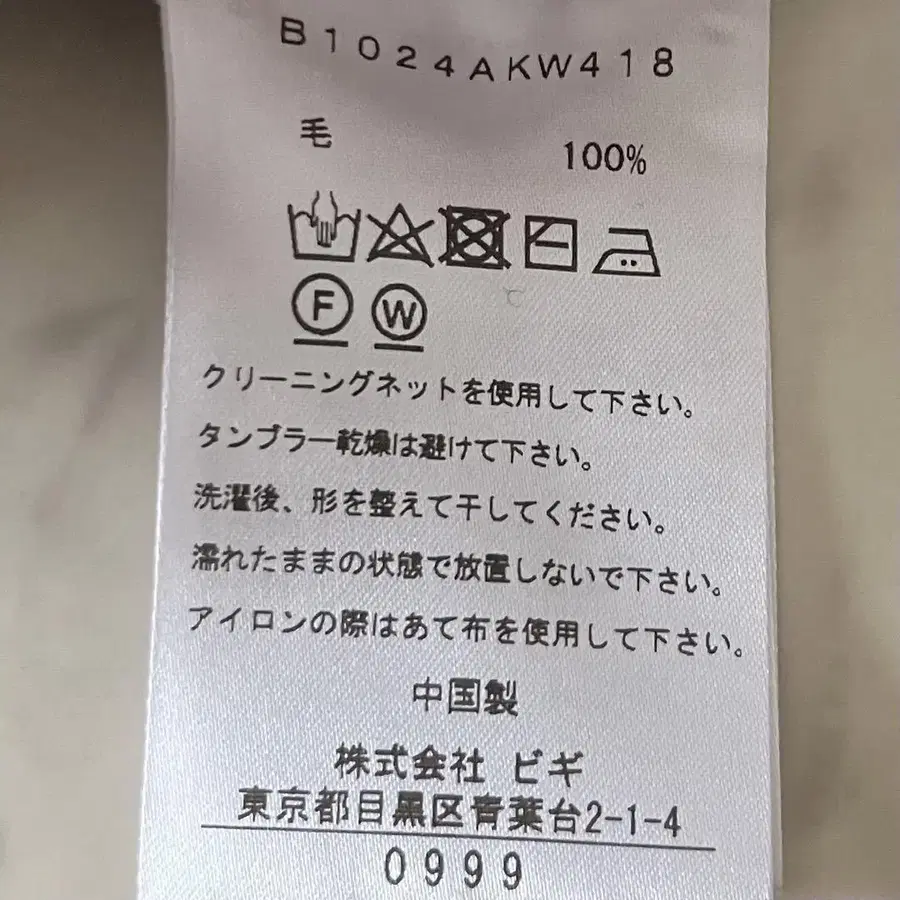 B1024AKW418
毛 100%
F W
クリーニングネットを使用して下さい。
タンブラー乾燥は避けて下さい。
洗濯後、形を整えて干してください。
濡れたままの状態で放置しないで下さい。
アイロンの際はあて布を使用して下さい。
中国製
株式会社 ビギ
東京都目黒区青葉台2-1-4
0999